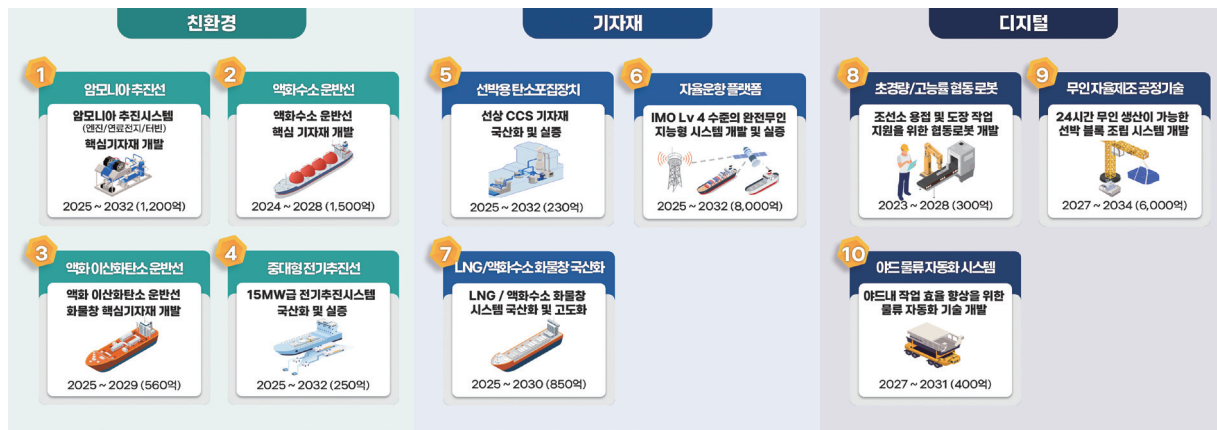 친환경
1
암모니아 추진선
암모니아 추진시스템
(엔진/연료전지/터빈)
핵심기자재 개발
2025 ~ 2032 (1,200억)
2
액화수소 운반선
액화수소 운반선
핵심 기자재 개발
2024 ~ 2028 (1,500억)
3
액화 이산화탄소 운반선
액화 이산화탄소 운반선
화물창 핵심기자재 개발
2025 ~ 2029 (560억)
4
중대형 전기추진선
15MW급 전기추진시스템
국산화 및 실증
2025 ~ 2032 (250억)
기자재
5
선박용 탄소포집장치
선상 CCS 기자재
국산화 및 실증
2025 ~ 2032 (230억)
6
자율운항 플랫폼
IMO Lv 4 수준의 완전무인
지능형 시스템 개발 및 실증
2025 ~ 2032 (8,000억)
7
LNG/액화수소 화물창 국산화
LNG / 액화수소 화물창
시스템 국산화 및 고도화
2025 ~ 2030 (850억)
디지털
8
초경량/고능률 협동 로봇
조선소 용접 및 도장 작업
지원을 위한 협동로봇 개발
2023 ~ 2028 (300억)
9
무인 자율제조 공정기술
24시간 무인 생산이 가능한
선박 블록 조립 시스템 개발
2027 ~ 2034 (6,000억)
10
야드 물류 자동화 시스템
야드내 작업 효율 향상을 위한
물류 자동화 기술 개발
2027 ~ 2031 (400억)